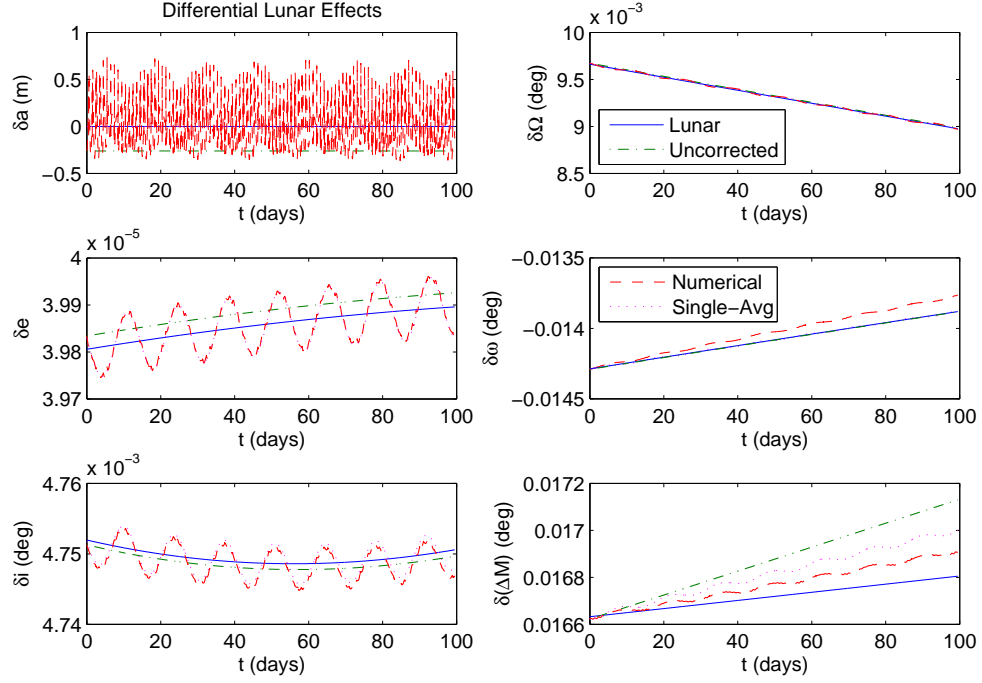 Differential Lunar Effects
δa (m)
1
0.5
0
−0.5
0 20 40 60 80 100
t (days)
x 10⁻³
δΩ (deg)
10
9.5
9
8.5
Lunar
Uncorrected
0 20 40 60 80 100
t (days)
x 10⁻⁵
δe
4
3.99
3.98
3.97
0 20 40 60 80 100
t (days)
δω (deg)
−0.0135
−0.014
−0.0145
Numerical
Single−Avg
0 20 40 60 80 100
t (days)
x 10⁻³
δi (deg)
4.76
4.75
4.74
0 20 40 60 80 100
t (days)
δ(ΔM) (deg)
0.0172
0.017
0.0168
0.0166
0 20 40 60 80 100
t (days)